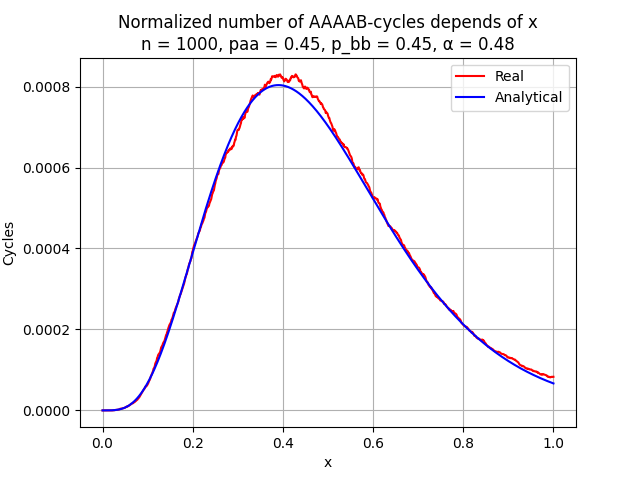 Normalized number of AAAAB-cycles depends of x
n = 1000, paa = 0.45, p_bb = 0.45, α = 0.48
Real
Analytical
0.0008
0.0006
0.0004
0.0002
0.0000
Cycles
0.0 0.2 0.4 0.6 0.8 1.0
x